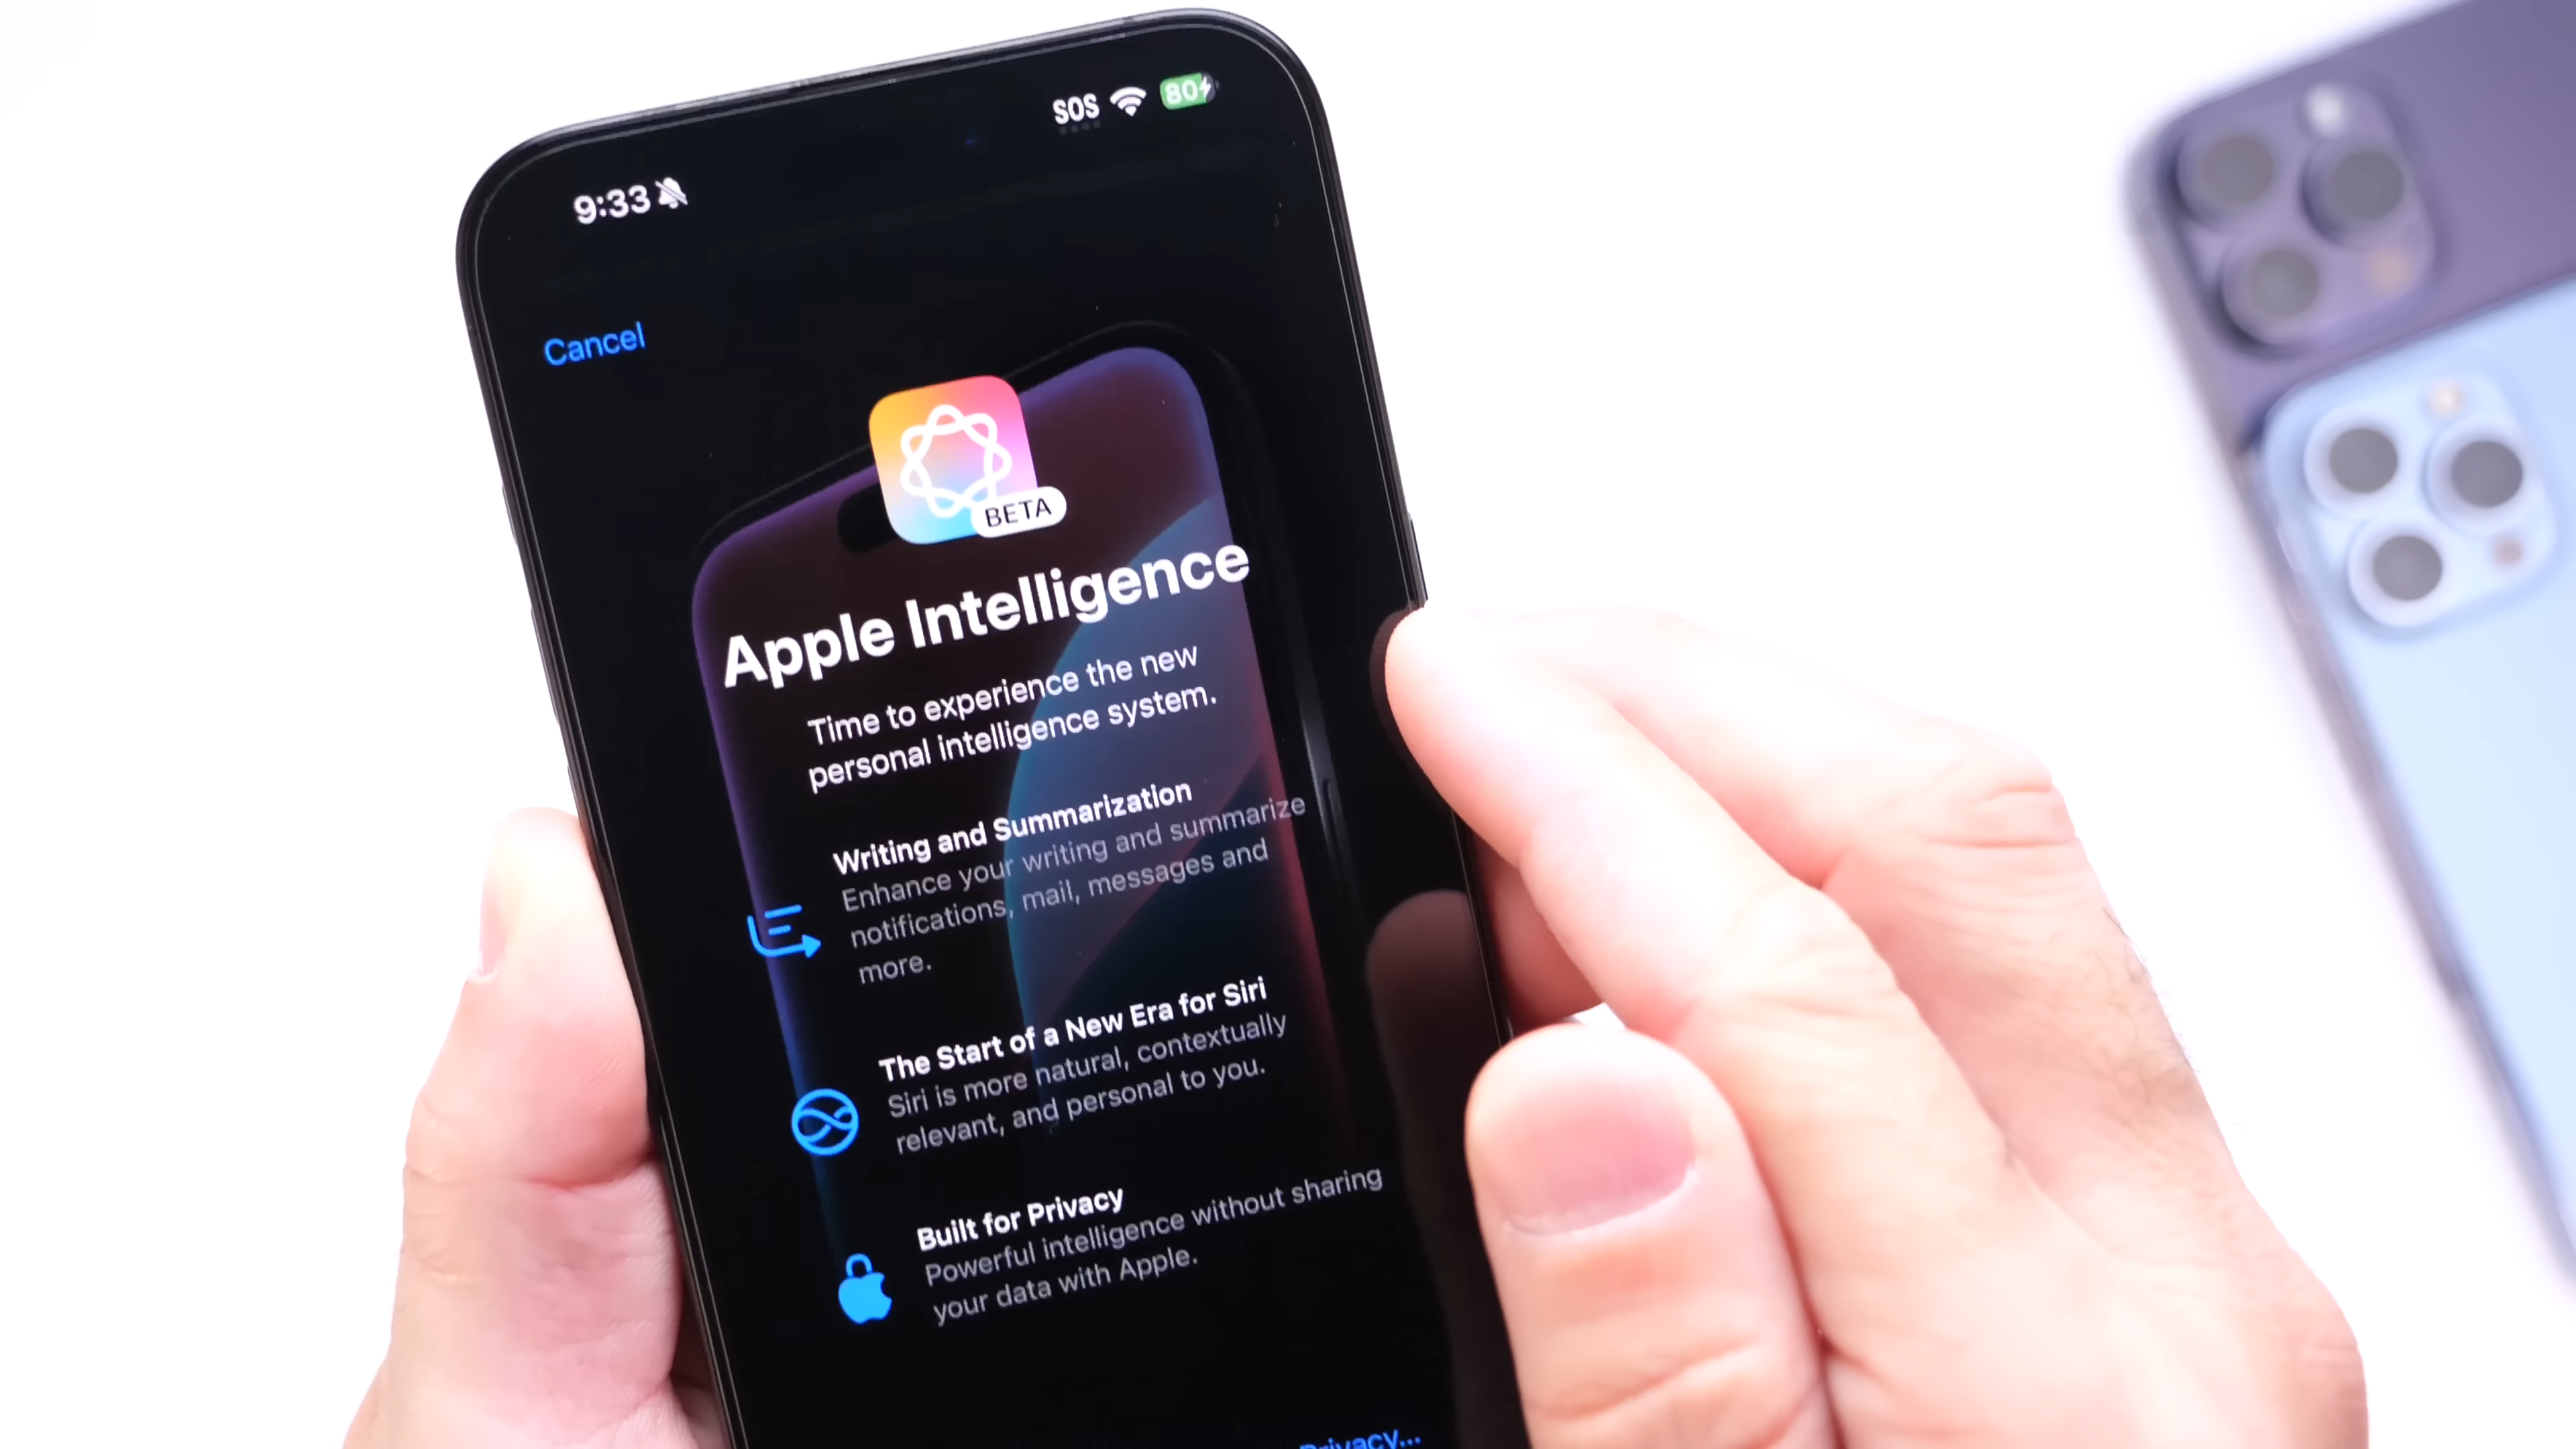 9:33
SOS
80
Cancel
BETA
Apple Intelligence
Time to experience the new
personal intelligence system.
Writing and Summarization
Enhance your writing and summarize
notifications, mail, messages and
more.
The Start of a New Era for Siri
Siri is more natural, contextually
relevant, and personal to you.
Built for Privacy
Powerful intelligence without sharing
your data with Apple.
Privacy...